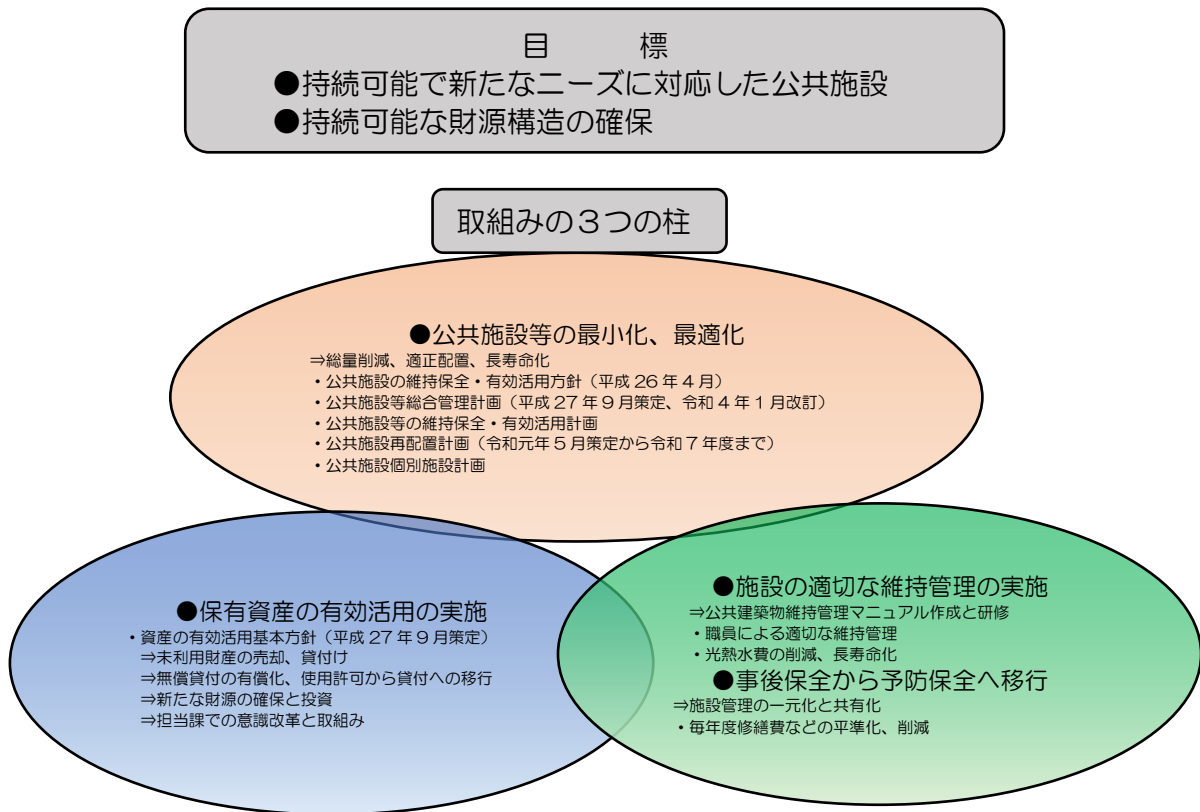 目　　標
●持続可能で新たなニーズに対応した公共施設
●持続可能な財源構造の確保
取組みの３つの柱
●公共施設等の最小化、最適化
⇒総量削減、適正配置、長寿命化
・公共施設の維持保全・有効活用方針（平成 26 年 4 月）
・公共施設等総合管理計画（平成 27 年 9 月策定、令和 4 年 1 月改訂）
・公共施設等の維持保全・有効活用計画
・公共施設再配置計画（令和元年 5 月策定から令和 7 年度まで）
・公共施設個別施設計画
●保有資産の有効活用の実施
・資産の有効活用基本方針（平成 27 年 9 月策定）
⇒未利用財産の売却、貸付け
⇒無償貸付の有償化、使用許可から貸付への移行
⇒新たな財源の確保と投資
⇒担当課での意識改革と取組み
●施設の適切な維持管理の実施
⇒公共建築物維持管理マニュアル作成と研修
・職員による適切な維持管理
・光熱水費の削減、長寿命化
●事後保全から予防保全へ移行
⇒施設管理の一元化と共有化
・毎年度修繕費などの平準化、削減